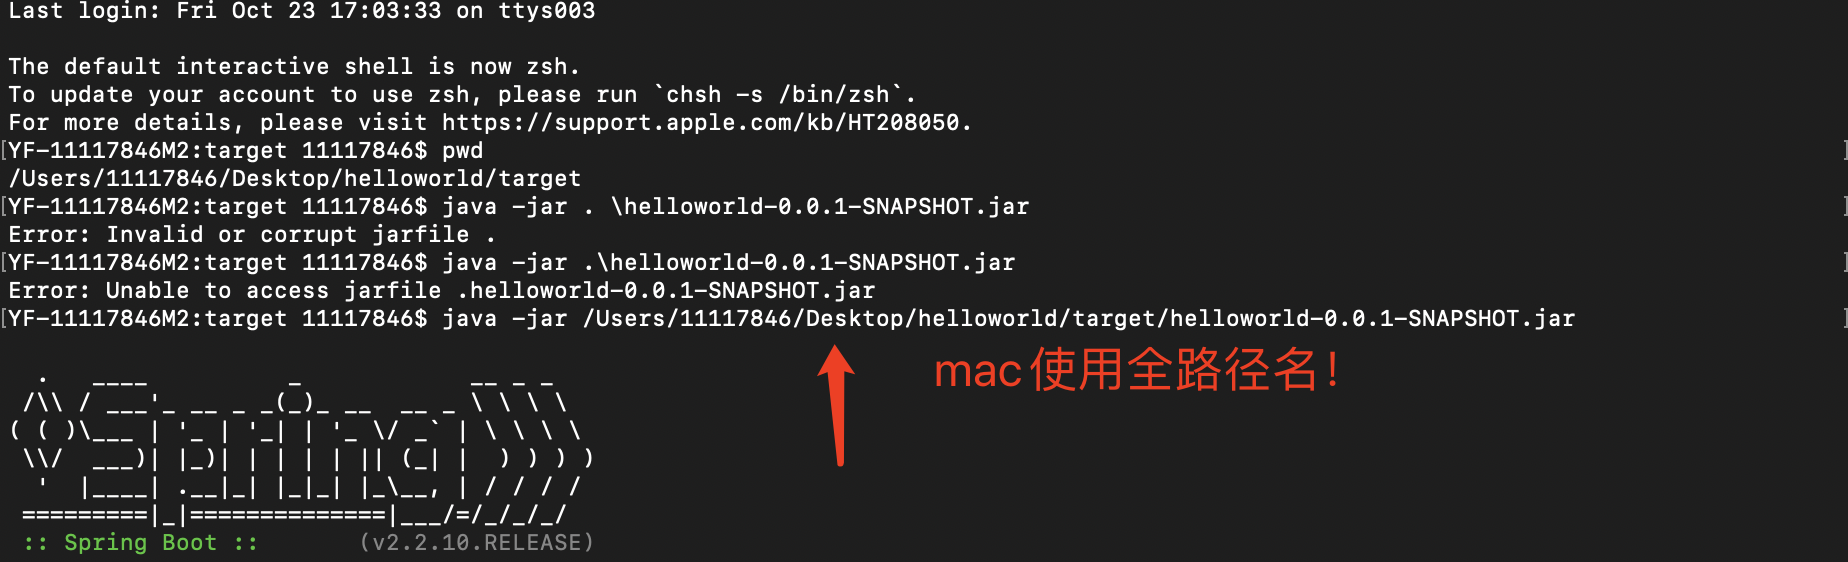 Last login: Fri Oct 23 17:03:33 on ttys003
The default interactive shell is now zsh.
To update your account to use zsh, please run `chsh -s /bin/zsh`.
For more details, please visit https://support.apple.com/kb/HT208050.
[YF-11117846M2:target 11117846$ pwd ]
/Users/11117846/Desktop/helloworld/target
[YF-11117846M2:target 11117846$ java -jar . \helloworld-0.0.1-SNAPSHOT.jar ]
Error: Invalid or corrupt jarfile .
[YF-11117846M2:target 11117846$ java -jar .\helloworld-0.0.1-SNAPSHOT.jar ]
Error: Unable to access jarfile .helloworld-0.0.1-SNAPSHOT.jar
[YF-11117846M2:target 11117846$ java -jar /Users/11117846/Desktop/helloworld/target/helloworld-0.0.1-SNAPSHOT.jar ]
mac使用全路径名！
  .   ____          _            __ _ _
 /\\ / ___'_ __ _ _(_)_ __  __ _ \ \ \ \
( ( )\___ | '_ | '_| | '_ \/ _` | \ \ \ \
 \\/  ___)| |_)| | | | | || (_| |  ) ) ) )
  '  |____| .__|_| |_|_| |_\__, | / / / /
 =========|_|==============|___/=/_/_/_/
:: Spring Boot :: (v2.2.10.RELEASE)